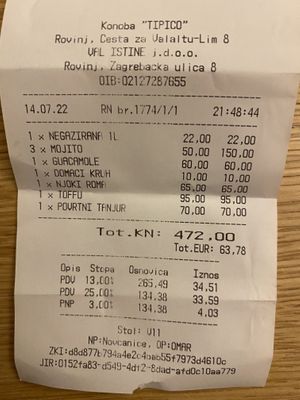 Konoba "TIPICO"
Rovinj, Cesta za Valaltu-Lim 8
VAL ISTINE j.d.o.o.
Rovinj, Zagrebacka ulica 8
OIB:02127287655
14.07.22 RN br.1774/1/1 21:48:44
1 x NEGAZIRANA 1L 22,00 22,00
3 x MOJITO 50,00 150,00
1 x GUACAMOLE 60,00 60,00
1 x DOMACI KRUH 10,00 10,00
1 x NJOKI ROMA 65,00 65,00
1 x TOFFU 95,00 95,00
1 x POVRTNI TANJUR 70,00 70,00
Tot.KN: 472,00
Tot.EUR: 63,78
Opis Stopa Osnovica Iznos
PDV 13,00% 265,49 34,51
PDV 25,00% 134,38 33,59
PNP 3,00% 134,38 4,03
Stol: V11
NP:Novcanice, OP:OMAR